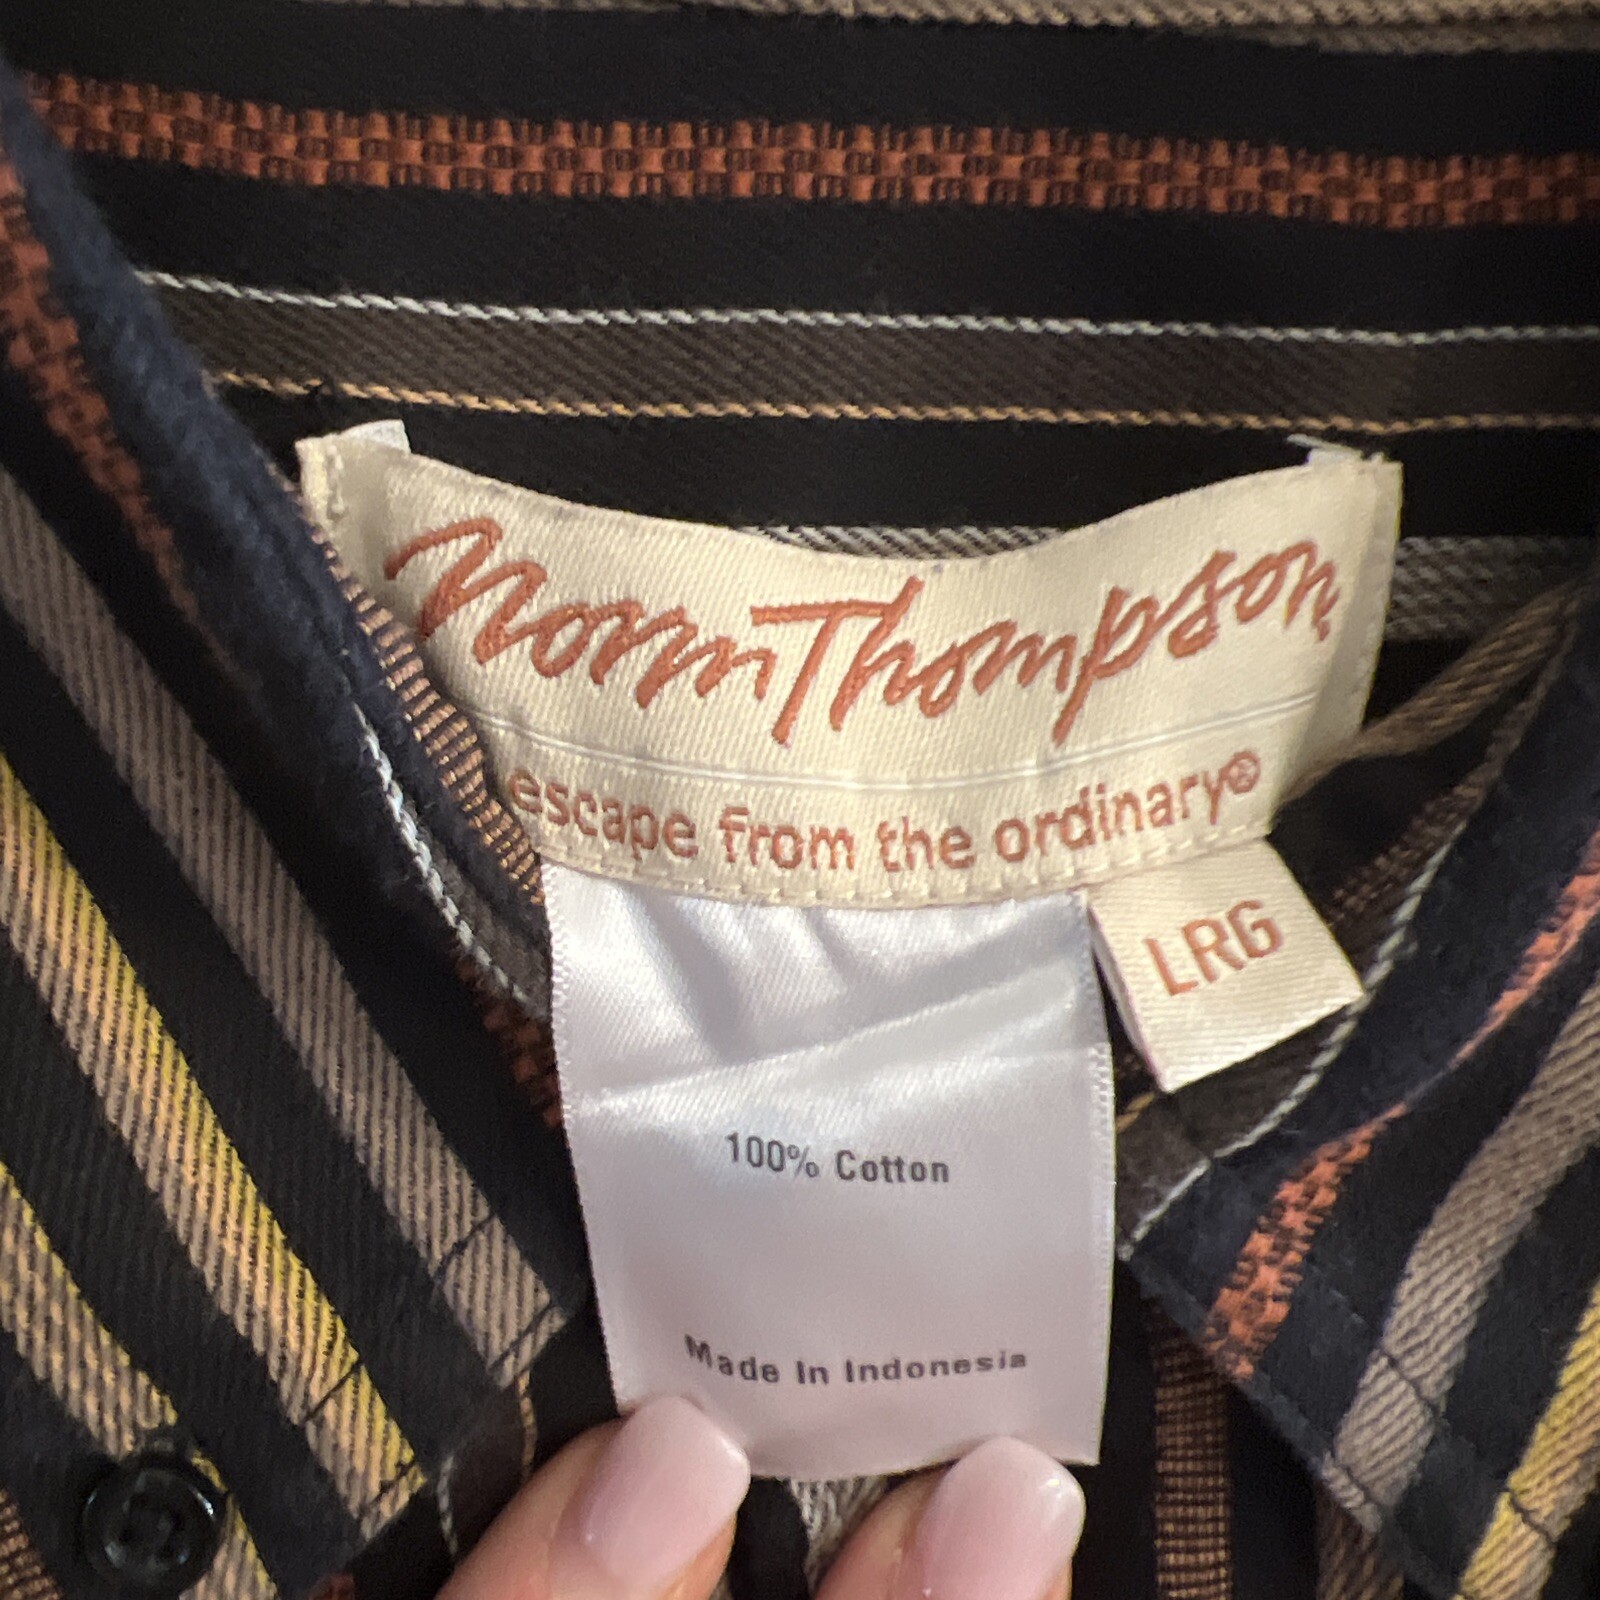 Norm Thompson
escape from the ordinary®
LRG
100% Cotton
Made In Indonesia